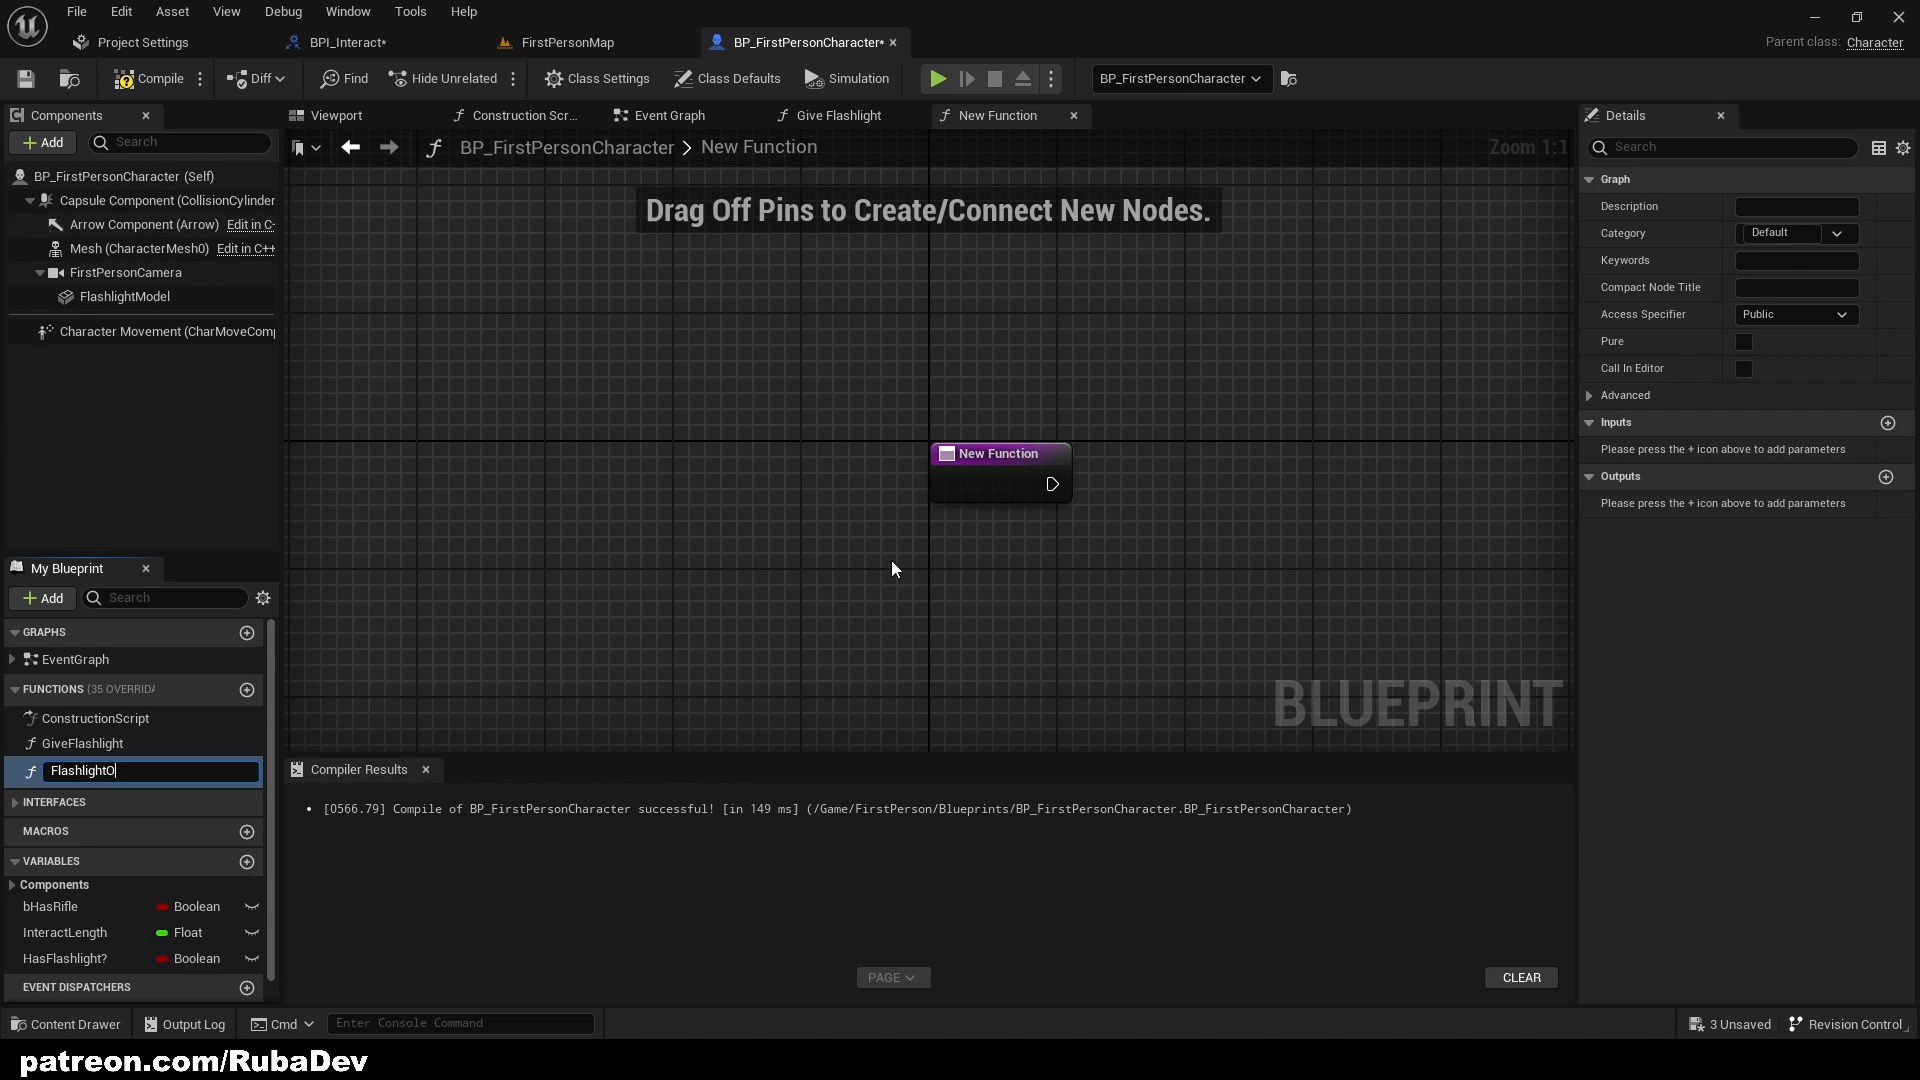 File Edit Asset View Debug Window Tools Help
Project Settings BPI_Interact* FirstPersonMap BP_FirstPersonCharacter* Parent class: Character
Compile Diff Find Hide Unrelated Class Settings Class Defaults Simulation BP_FirstPersonCharacter
Components
Add Search
BP_FirstPersonCharacter (Self)
Capsule Component (CollisionCylinder
Arrow Component (Arrow) Edit in C+
Mesh (CharacterMesh0) Edit in C++
FirstPersonCamera
FlashlightModel
Character Movement (CharMoveComp
My Blueprint
Add Search
GRAPHS
EventGraph
FUNCTIONS (35 OVERRIDA
ConstructionScript
GiveFlashlight
FlashlightO
INTERFACES
MACROS
VARIABLES
Components
bHasRifle Boolean
InteractLength Float
HasFlashlight? Boolean
EVENT DISPATCHERS
Viewport Construction Scr... Event Graph Give Flashlight New Function
BP_FirstPersonCharacter > New Function Zoom 1:1
Drag Off Pins to Create/Connect New Nodes.
New Function
BLUEPRINT
Compiler Results
[0566.79] Compile of BP_FirstPersonCharacter successful! [in 149 ms] (/Game/FirstPerson/Blueprints/BP_FirstPersonCharacter.BP_FirstPersonCharacter)
PAGE CLEAR
Details
Search
Graph
Description
Category Default
Keywords
Compact Node Title
Access Specifier Public
Pure
Call In Editor
Advanced
Inputs
Please press the + icon above to add parameters
Outputs
Please press the + icon above to add parameters
Content Drawer Output Log Cmd Enter Console Command 3 Unsaved Revision Control
patreon.com/RubaDev